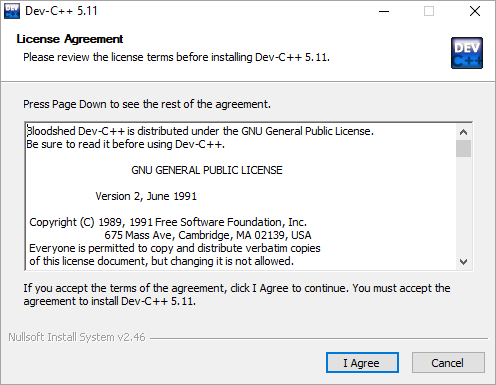 Dev-C++ 5.11
License Agreement
Please review the license terms before installing Dev-C++ 5.11.
DEV
C++
Press Page Down to see the rest of the agreement.
Bloodshed Dev-C++ is distributed under the GNU General Public License.
Be sure to read it before using Dev-C++.
GNU GENERAL PUBLIC LICENSE
Version 2, June 1991
Copyright (C) 1989, 1991 Free Software Foundation, Inc.
675 Mass Ave, Cambridge, MA 02139, USA
Everyone is permitted to copy and distribute verbatim copies
of this license document, but changing it is not allowed.
If you accept the terms of the agreement, click I Agree to continue. You must accept the
agreement to install Dev-C++ 5.11.
Nullsoft Install System v2.46
I Agree
Cancel